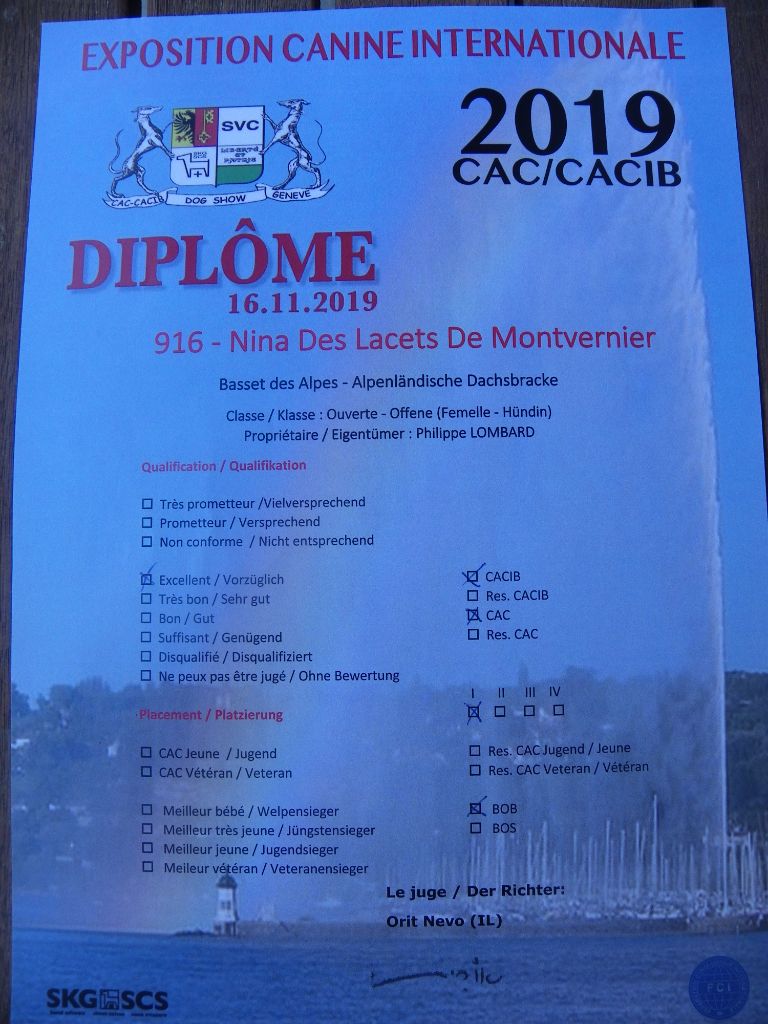 EXPOSITION CANINE INTERNATIONALE
SVC
LIBERTÉ
ET
PATRIE
CAC-CACIB DOG SHOW GENEVE
2019
CAC/CACIB
DIPLÔME
16.11.2019
916 - Nina Des Lacets De Montvernier
Basset des Alpes - Alpenländische Dachsbracke
Classe / Klasse : Ouverte - Offene (Femelle - Hündin)
Propriétaire / Eigentümer : Philippe LOMBARD
Qualification / Qualifikation
Très prometteur /Vielversprechend
Prometteur / Versprechend
Non conforme / Nicht entsprechend
Excellent / Vorzüglich
Très bon / Sehr gut
Bon / Gut
Suffisant / Genügend
Disqualifié / Disqualifiziert
Ne peux pas être jugé / Ohne Bewertung
CACIB
Res. CACIB
CAC
Res. CAC
I II III IV
Placement / Platzierung
CAC Jeune / Jugend
CAC Vétéran / Veteran
Res. CAC Jugend / Jeune
Res. CAC Veteran / Vétéran
Meilleur bébé / Welpensieger
Meilleur très jeune / Jüngstensieger
Meilleur jeune / Jugendsieger
Meileur vétéran / Veteranensieger
BOB
BOS
Le juge / Der Richter:
Orit Nevo (IL)
SKG SCS
FCI